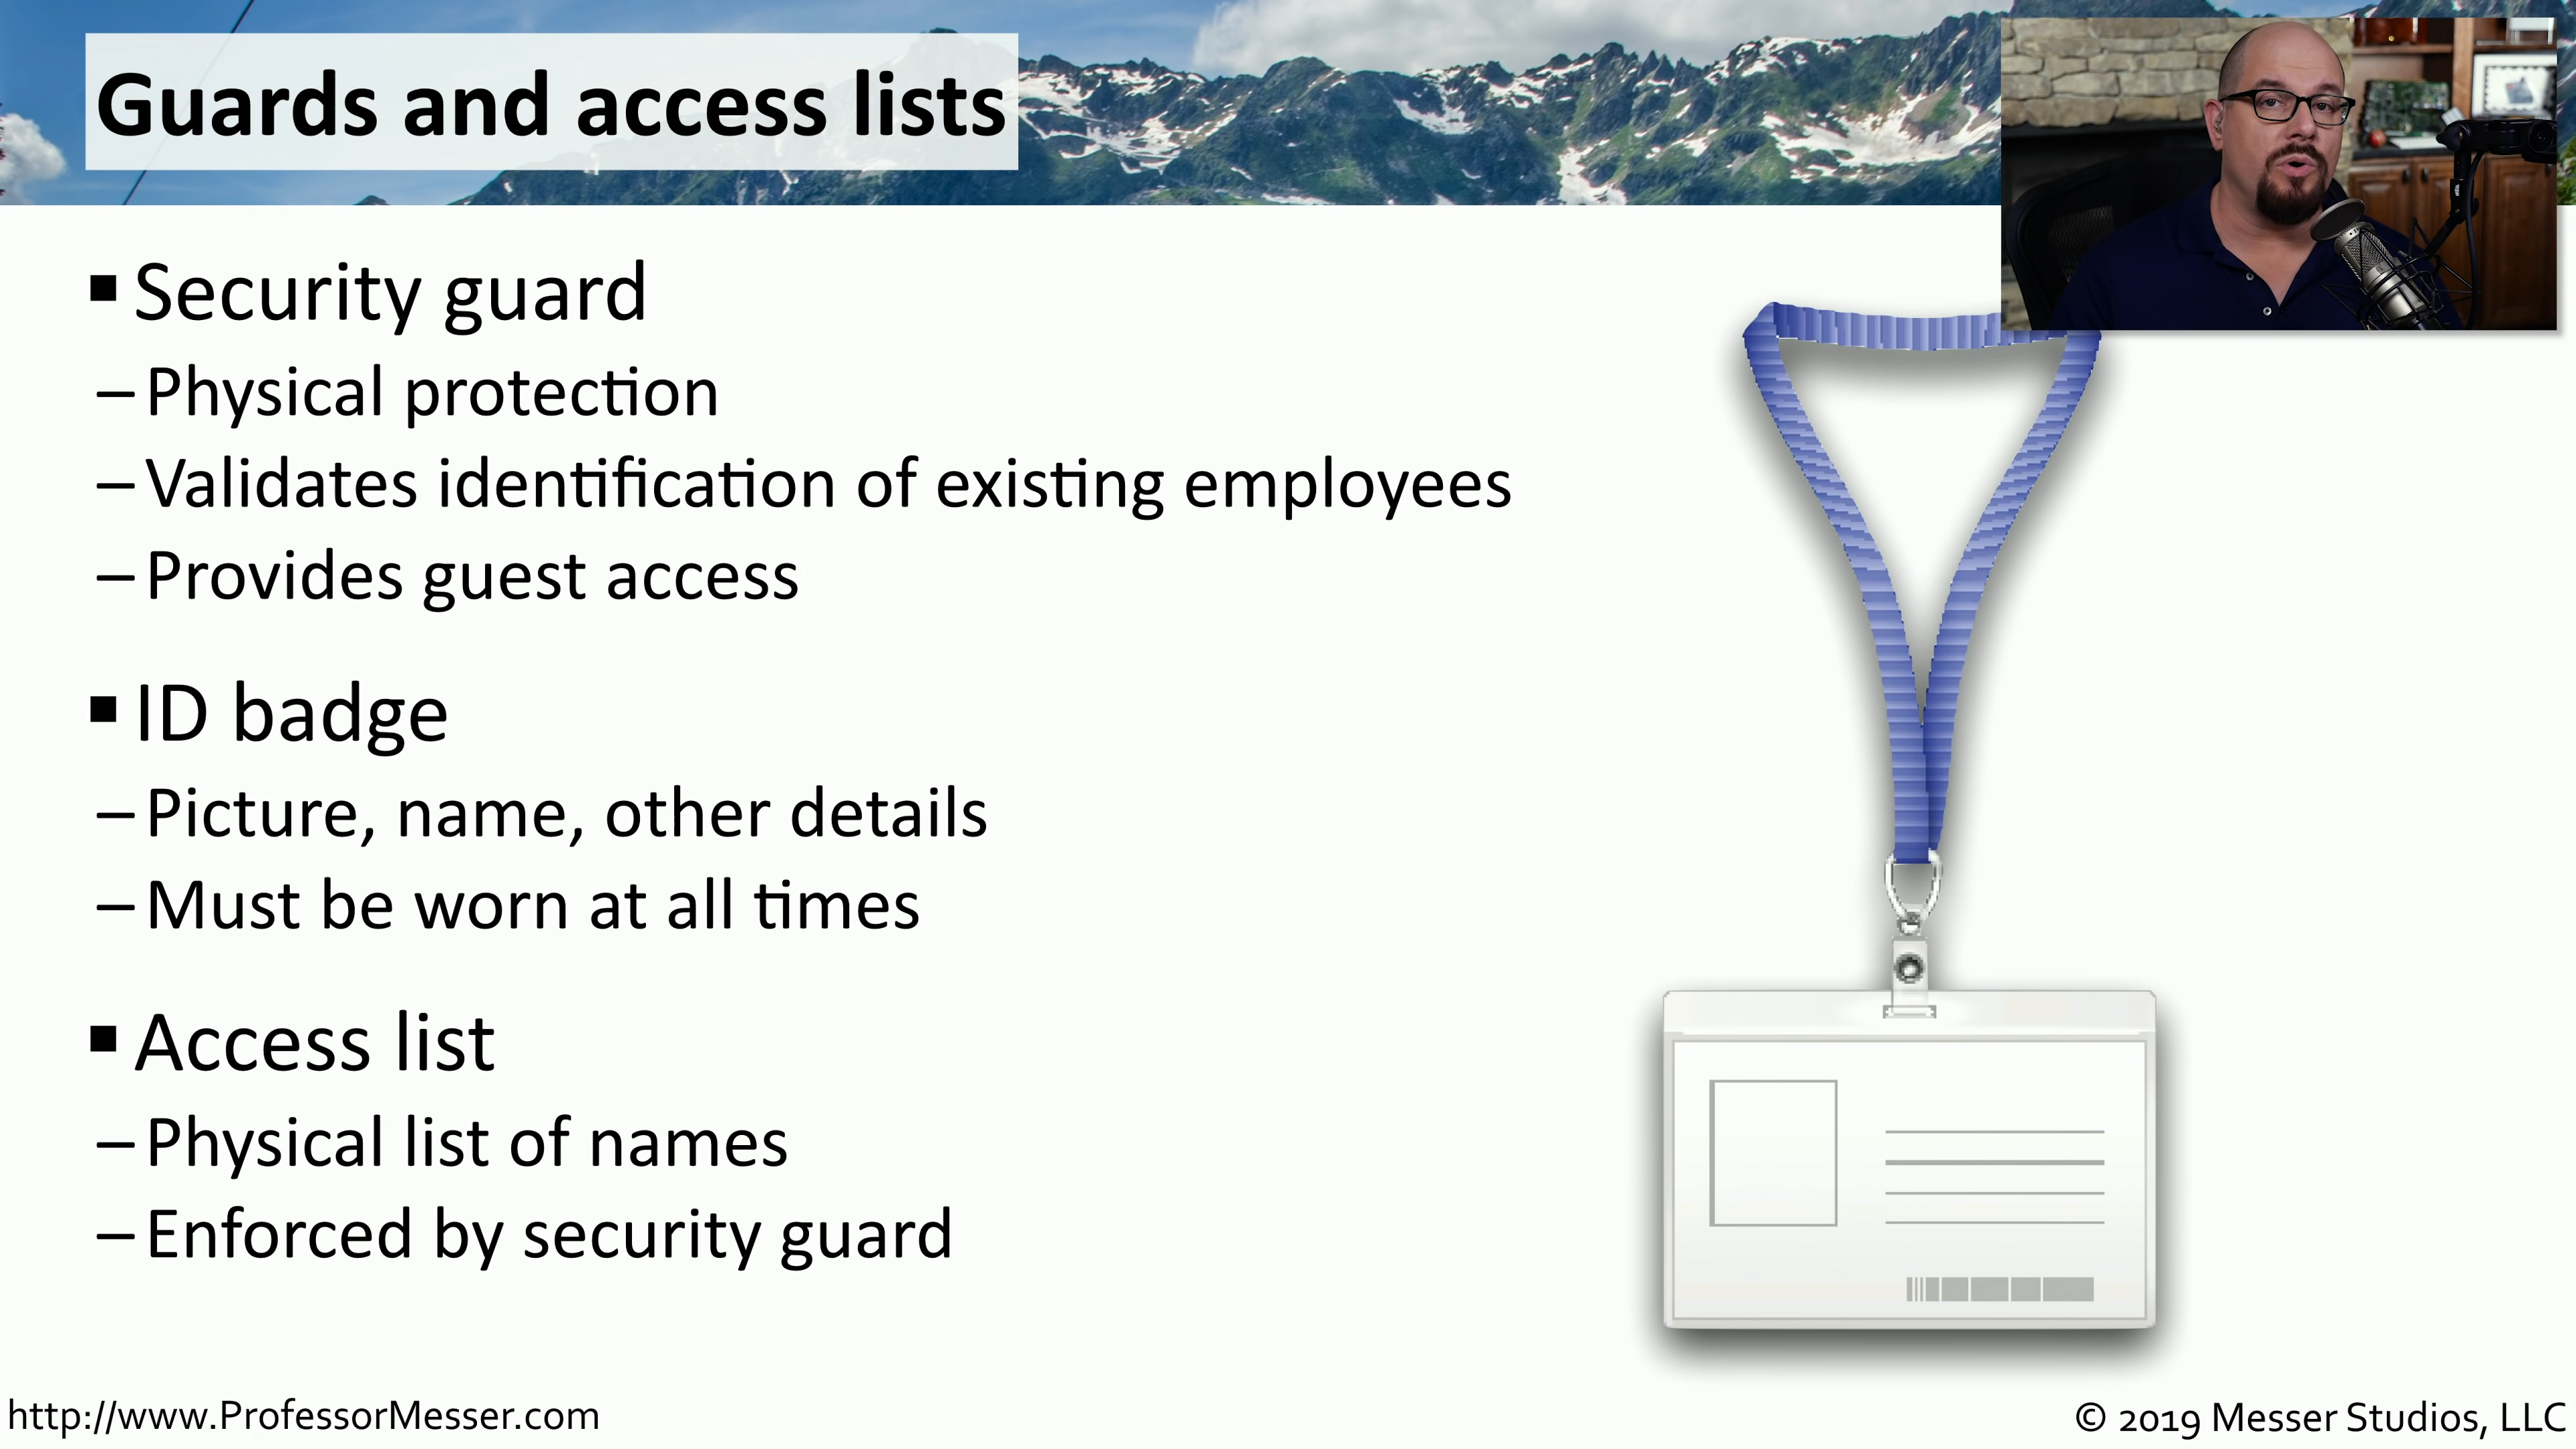 Guards and access lists
▪ Security guard
– Physical protection
– Validates identification of existing employees
– Provides guest access
▪ ID badge
– Picture, name, other details
– Must be worn at all times
▪ Access list
– Physical list of names
– Enforced by security guard
http://www.ProfessorMesser.com
© 2019 Messer Studios, LLC